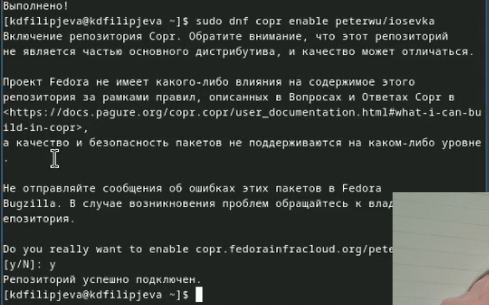 Выполнено!
[kdfilipjeva@kdfilipjeva ~]$ sudo dnf copr enable peterwu/iosevka
Включение репозитория Copr. Обратите внимание, что этот репозиторий
не является частью основного дистрибутива, и качество может отличаться.
Проект Fedora не имеет какого-либо влияния на содержимое этого
репозитория за рамками правил, описанных в Вопросах и Ответах Copr в
<https://docs.pagure.org/copr.copr/user_documentation.html#what-i-can-bu
ild-in-copr>,
а качество и безопасность пакетов не поддерживаются на каком-либо уровне
.
Не отправляйте сообщения об ошибках этих пакетов в Fedora
Bugzilla. В случае возникновения проблем обращайтесь к
епозитория.
Do you really want to enable copr.fedorainfracloud.org/pete
[y/N]: y
Репозиторий успешно подключен.
[kdfilipjeva@kdfilipjeva ~]$